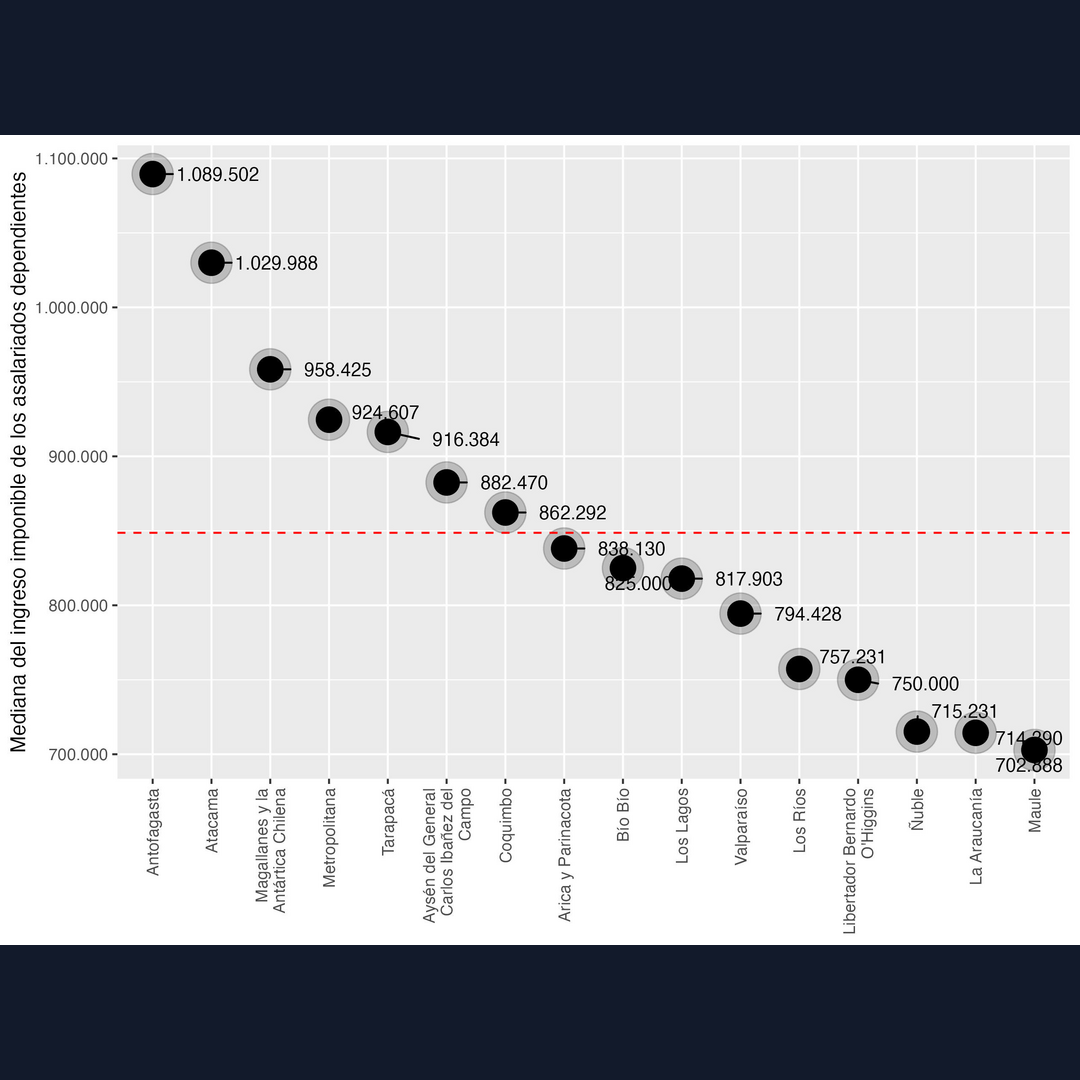 Mediana del ingreso imponible de los asalariados dependientes
1.100.000
1.000.000
900.000
800.000
700.000
1.089.502
1.029.988
958.425
924.607
916.384
882.470
862.292
838.130
825.000
817.903
794.428
757.231
750.000
715.231
714.290
702.888
Antofagasta
Atacama
Magallanes y la
Antártica Chilena
Metropolitana
Tarapacá
Aysén del General
Carlos Ibañez del
Campo
Coquimbo
Arica y Parinacota
Bío Bío
Los Lagos
Valparaíso
Los Ríos
Libertador Bernardo
O'Higgins
Ñuble
La Araucanía
Maule